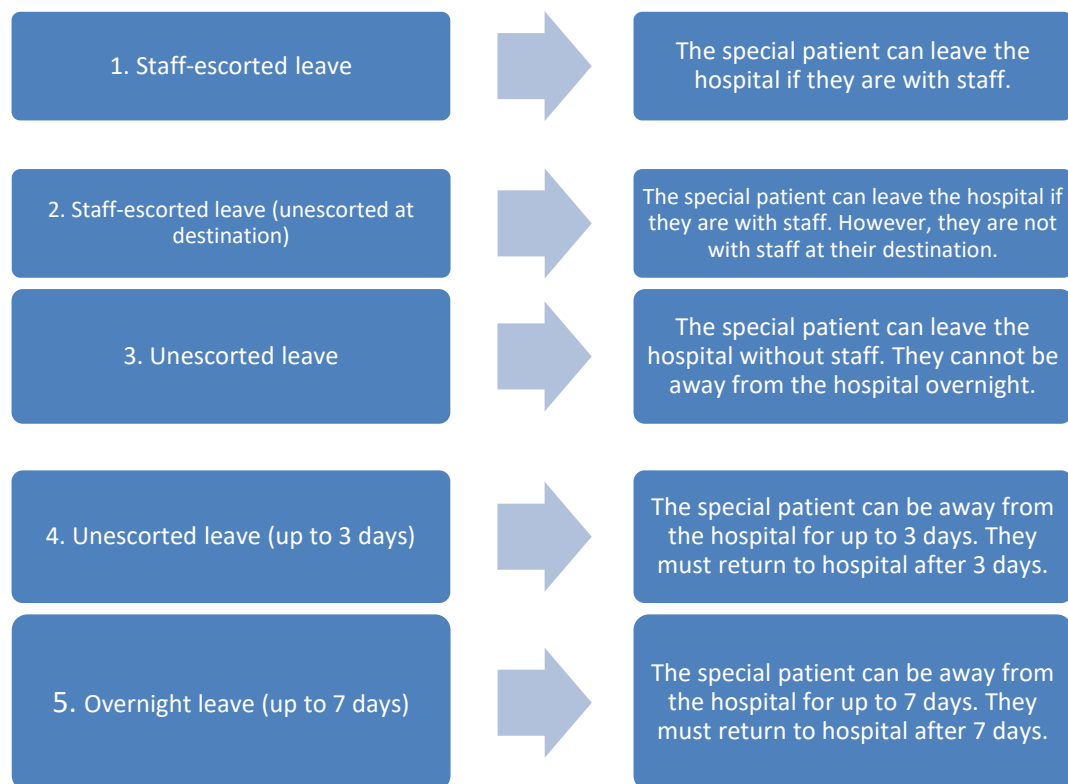 1. Staff-escorted leave
The special patient can leave the
hospital if they are with staff.
2. Staff-escorted leave (unescorted at
destination)
The special patient can leave the hospital if
they are with staff. However, they are not
with staff at their destination.
3. Unescorted leave
The special patient can leave the
hospital without staff. They cannot be
away from the hospital overnight.
4. Unescorted leave (up to 3 days)
The special patient can be away from
the hospital for up to 3 days. They
must return to hospital after 3 days.
5. Overnight leave (up to 7 days)
The special patient can be away from
the hospital for up to 7 days. They
must return to hospital after 7 days.